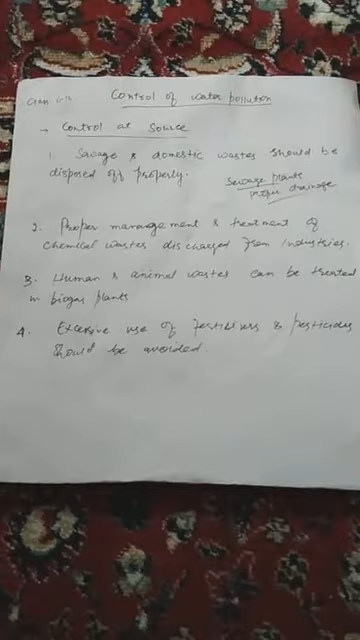 Control of water pollution
→ Control at Source
1. Sewage & domestic wastes should be
disposed off properly.
Sewage plants
proper drainage
2. Proper management & treatment of
chemical wastes discharged from industries.
3. Human & animal wastes can be treated
in biogas plants
4. Excessive use of fertilizers & pesticides
should be avoided.